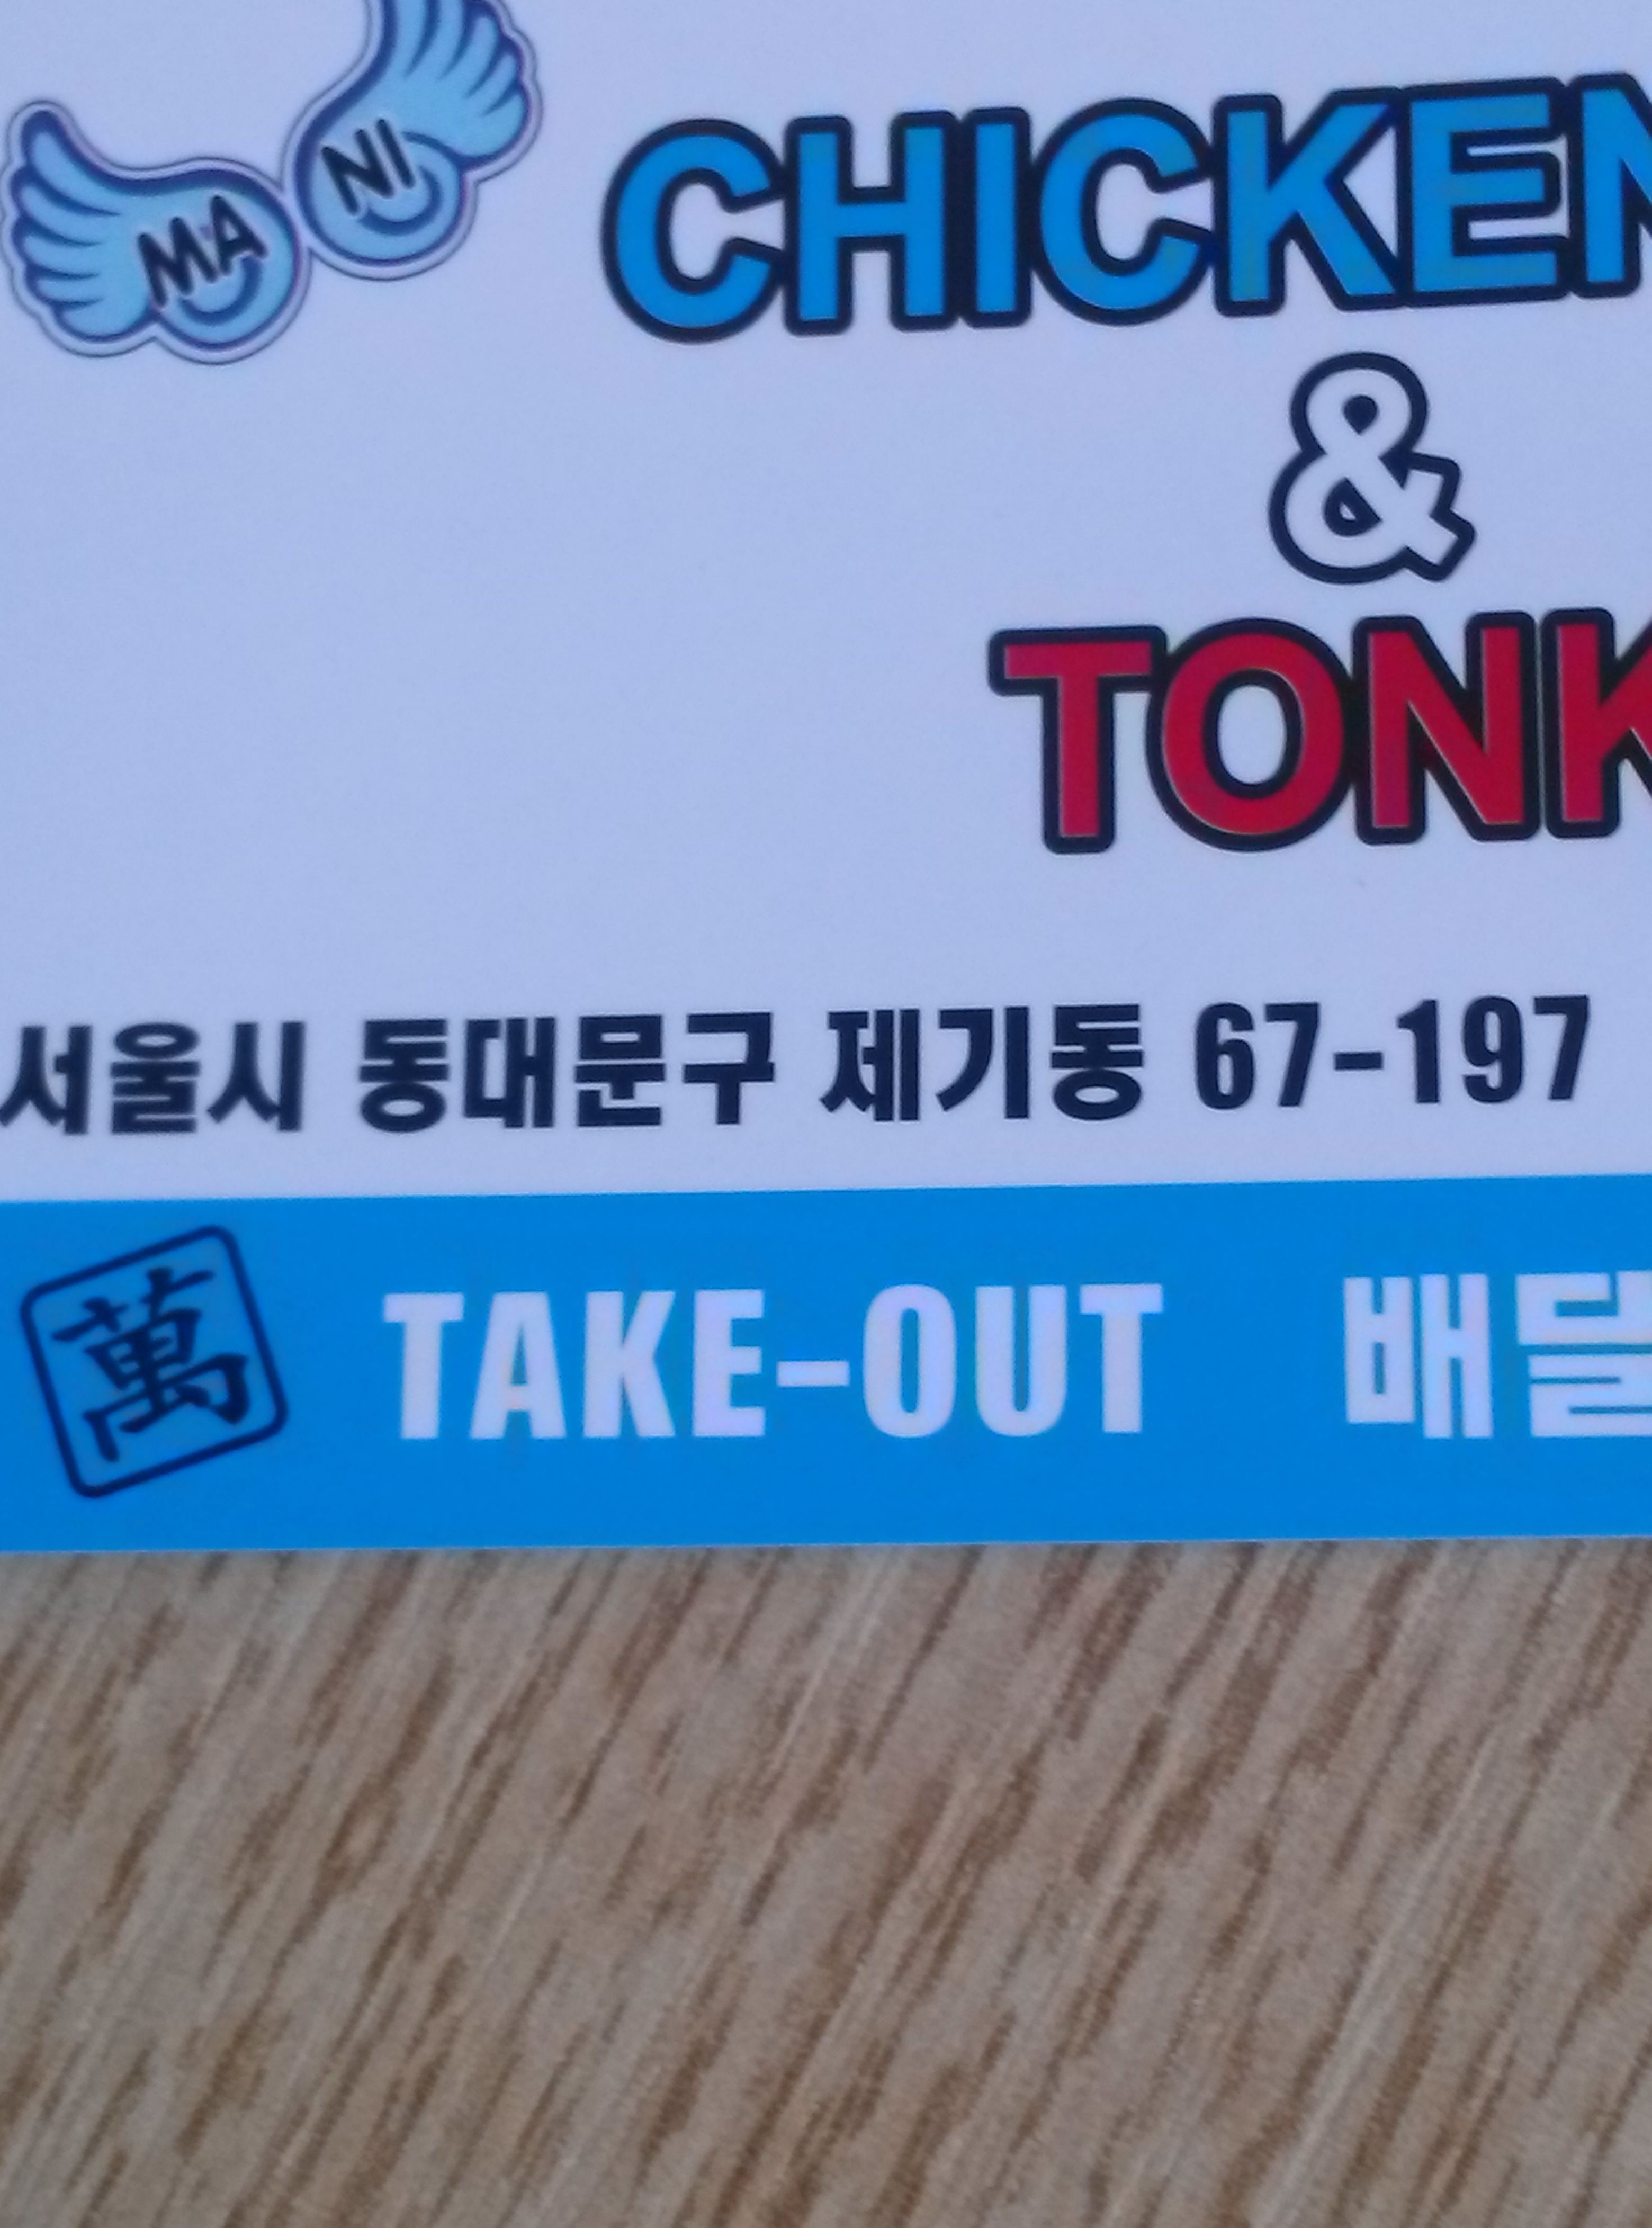 MA NI
CHICKEN
&
TONK
서울시 동대문구 제기동 67-197
萬 TAKE-OUT 배달